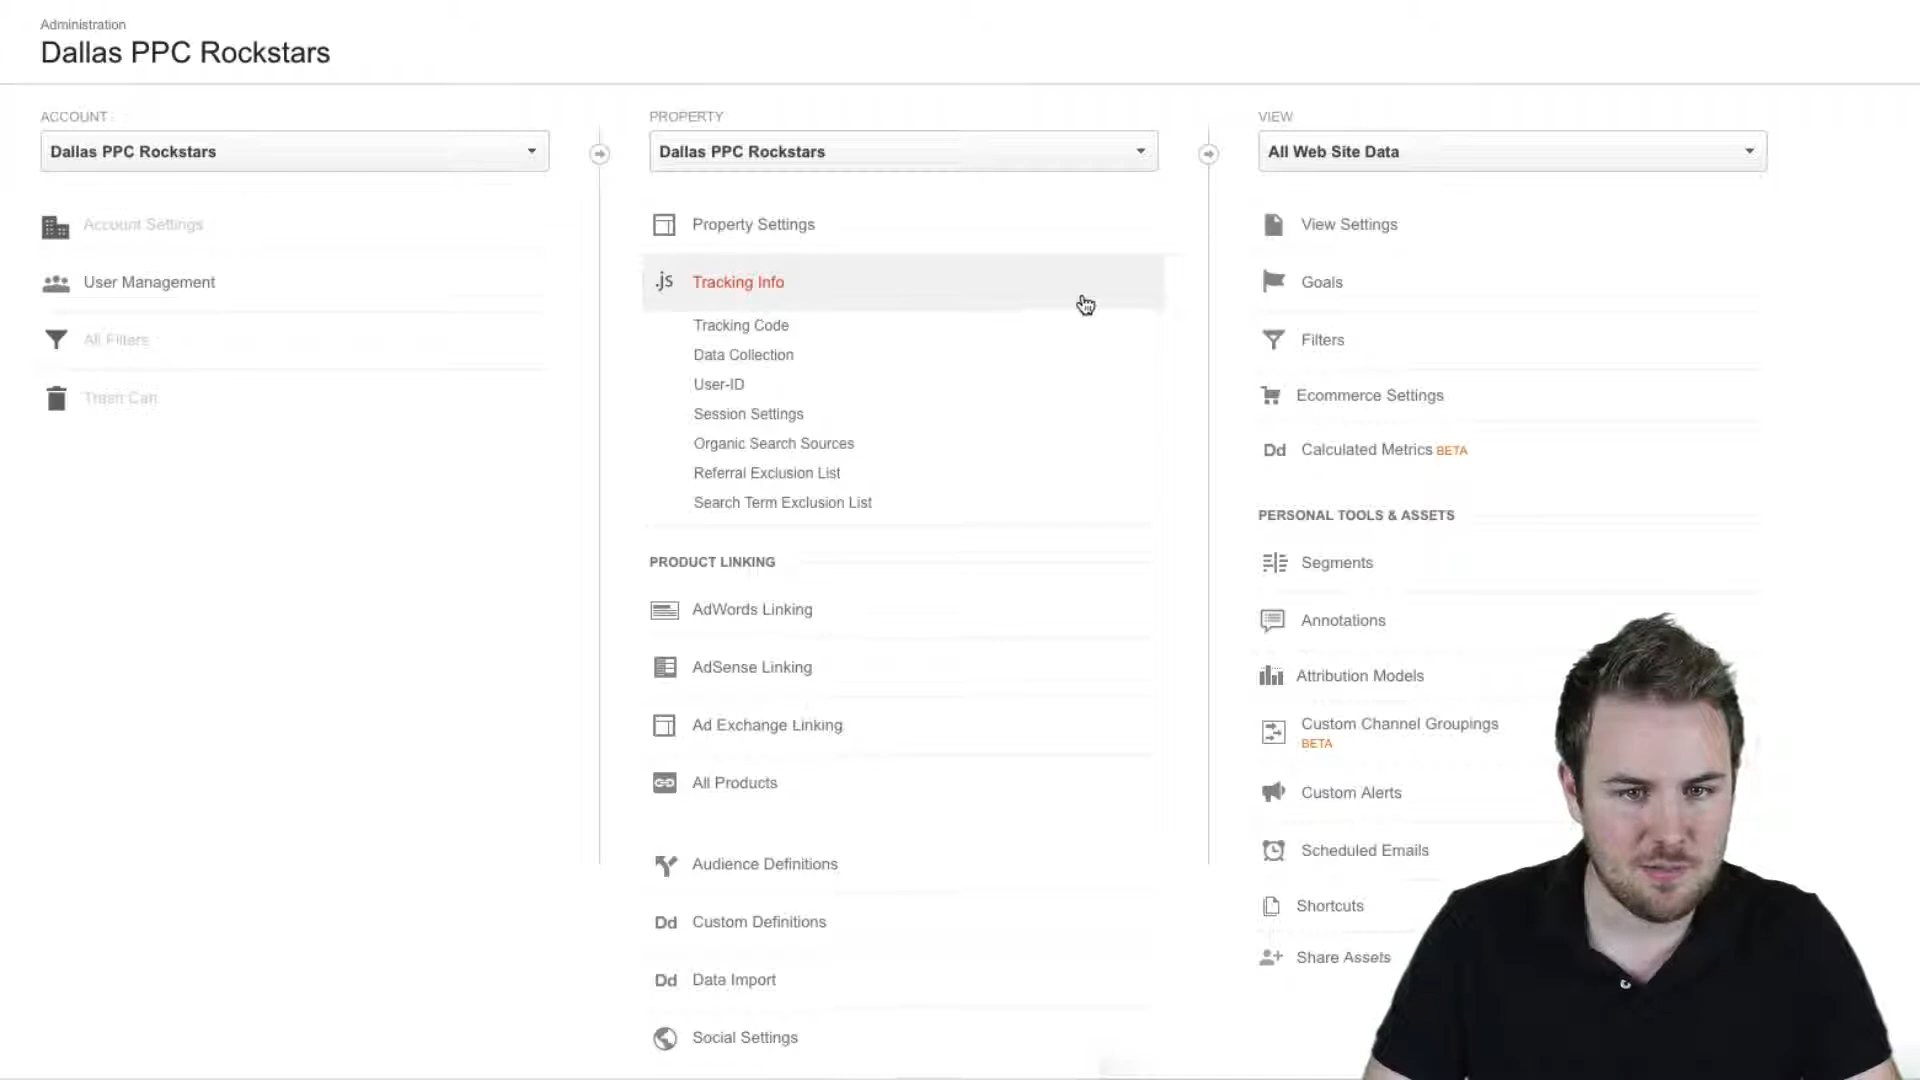 Administration
Dallas PPC Rockstars
ACCOUNT
Dallas PPC Rockstars
Account Settings
User Management
All Filters
Trash Can
PROPERTY
Dallas PPC Rockstars
Property Settings
.js Tracking Info
Tracking Code
Data Collection
User-ID
Session Settings
Organic Search Sources
Referral Exclusion List
Search Term Exclusion List
PRODUCT LINKING
AdWords Linking
AdSense Linking
Ad Exchange Linking
All Products
Audience Definitions
Dd Custom Definitions
Dd Data Import
Social Settings
VIEW
All Web Site Data
View Settings
Goals
Filters
Ecommerce Settings
Dd Calculated Metrics BETA
PERSONAL TOOLS & ASSETS
Segments
Annotations
Attribution Models
Custom Channel Groupings
BETA
Custom Alerts
Scheduled Emails
Shortcuts
Share Assets